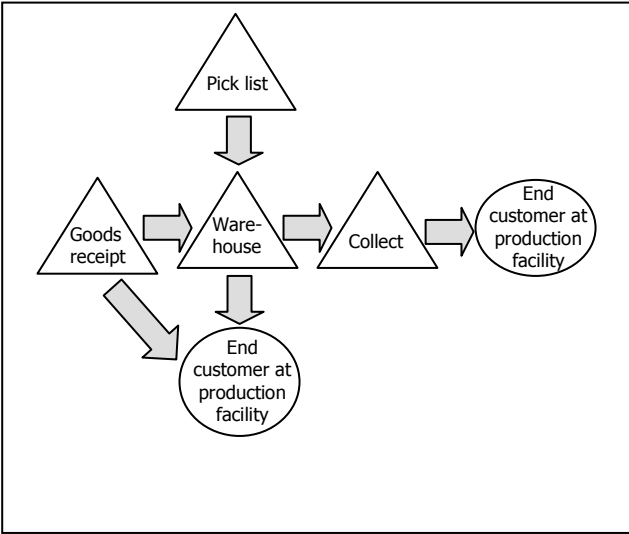 Pick list
Goods
receipt
Ware-
house
Collect
End
customer at
production
facility
End
customer at
production
facility